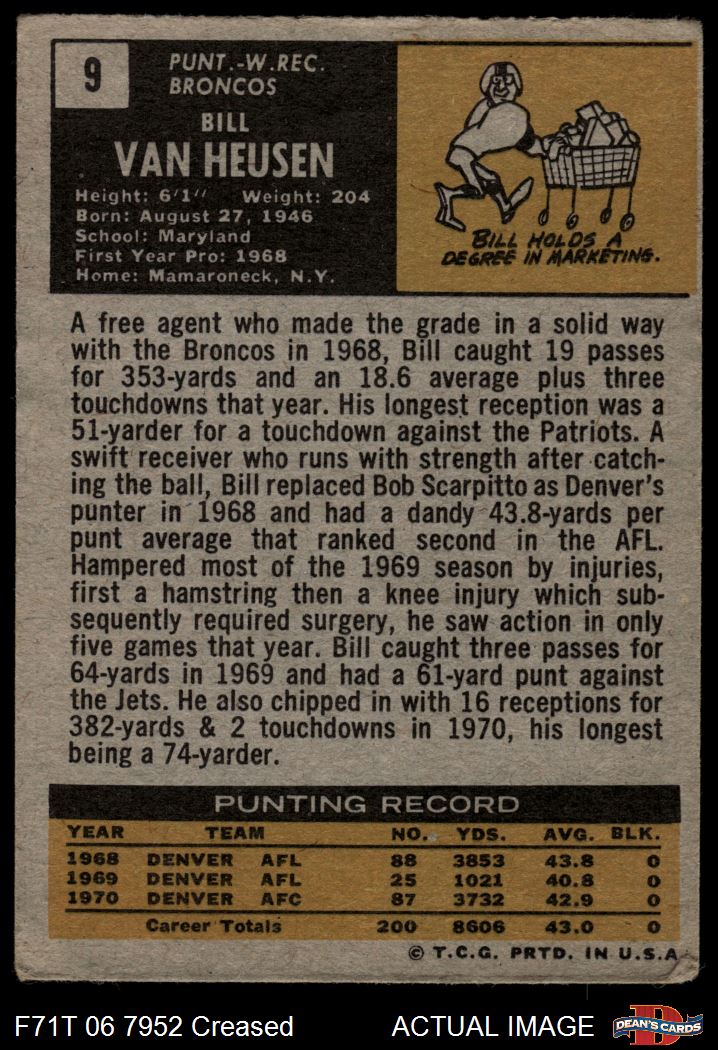 9
PUNT.-W.REC.
BRONCOS
BILL
VAN HEUSEN
Height: 6'1" Weight: 204
Born: August 27, 1946
School: Maryland
First Year Pro: 1968
Home: Mamaroneck, N.Y.
BILL HOLDS A
DEGREE IN MARKETING.
A free agent who made the grade in a solid way
with the Broncos in 1968, Bill caught 19 passes
for 353-yards and an 18.6 average plus three
touchdowns that year. His longest reception was a
51-yarder for a touchdown against the Patriots. A
swift receiver who runs with strength after catch-
ing the ball, Bill replaced Bob Scarpitto as Denver's
punter in 1968 and had a dandy 43.8-yards per
punt average that ranked second in the AFL.
Hampered most of the 1969 season by injuries,
first a hamstring then a knee injury which sub-
sequently required surgery, he saw action in only
five games that year. Bill caught three passes for
64-yards in 1969 and had a 61-yard punt against
the Jets. He also chipped in with 16 receptions for
382-yards & 2 touchdowns in 1970, his longest
being a 74-yarder.
PUNTING RECORD
YEAR TEAM NO. YDS. AVG. BLK.
1968 DENVER AFL 88 3853 43.8 0
1969 DENVER AFL 25 1021 40.8 0
1970 DENVER AFC 87 3732 42.9 0
Career Totals 200 8606 43.0 0
© T.C.G. PRTD. IN U.S.A
F71T 06 7952 Creased ACTUAL IMAGE
D
DEAN'S CARDS